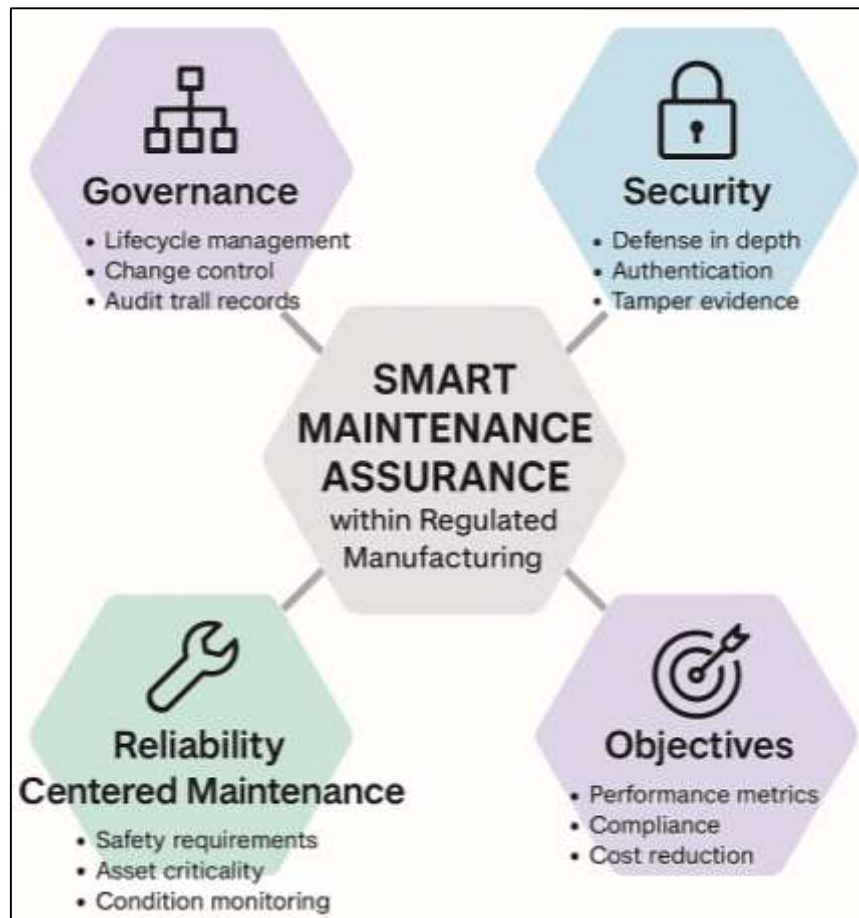 Governance
• Lifecycle management
• Change control
• Audit trall records
Security
• Defense in depth
• Authentication
• Tamper evidence
SMART
MAINTENANCE
ASSURANCE
within Regulated
Manufacturing
Reliability
Centered Maintenance
• Safety requirements
• Asset criticality
• Condition monitoring
Objectives
• Performance metrics
• Compliance
• Cost reduction